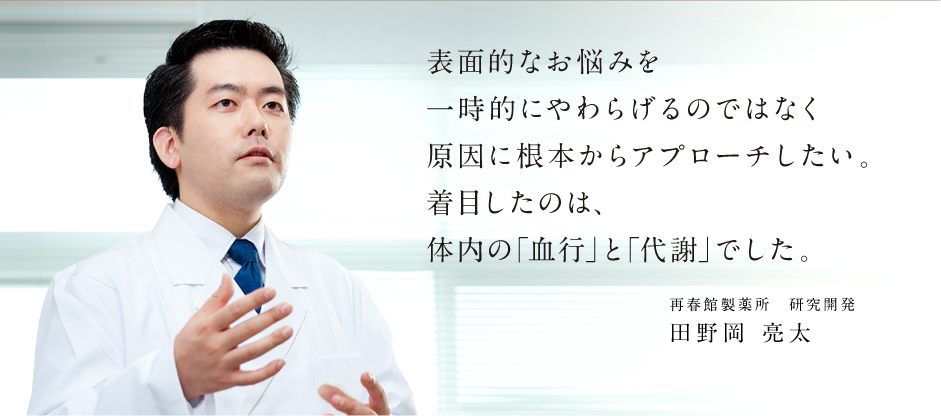 表面的なお悩みを
一時的にやわらげるのではなく
原因に根本からアプローチしたい。
着目したのは、
体内の「血行」と「代謝」でした。
再春館製薬所　研究開発
田野岡 亮太